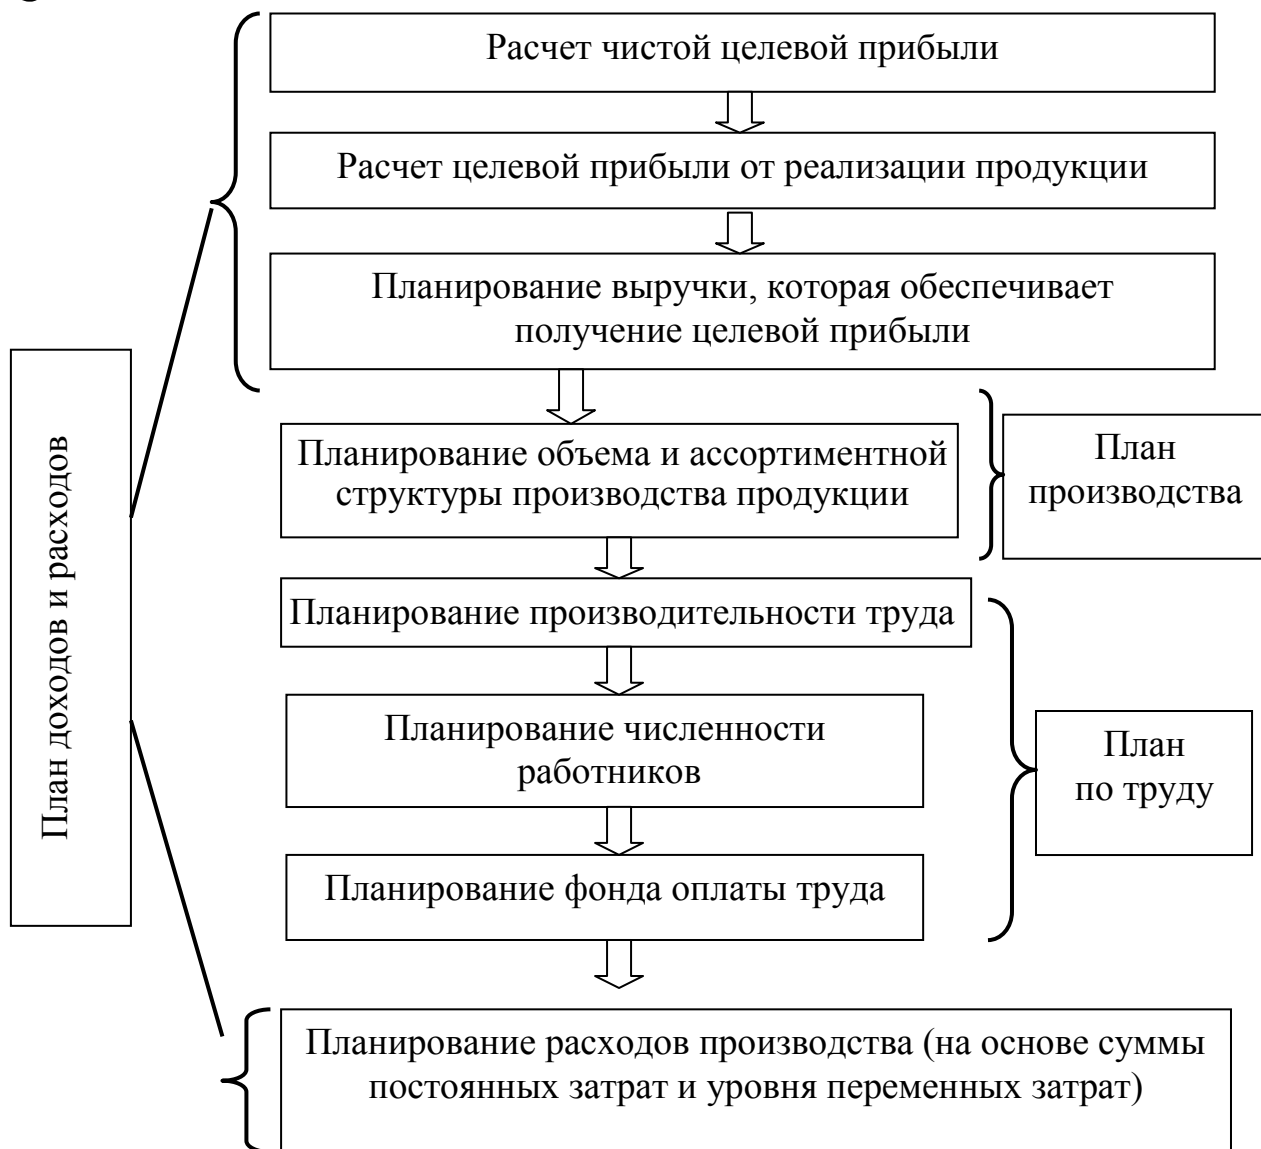 Расчет чистой целевой прибыли
Расчет целевой прибыли от реализации продукции
Планирование выручки, которая обеспечивает
получение целевой прибыли
План доходов и расходов
Планирование объема и ассортиментной
структуры производства продукции
План
производства
Планирование производительности труда
Планирование численности
работников
План
по труду
Планирование фонда оплаты труда
Планирование расходов производства (на основе суммы
постоянных затрат и уровня переменных затрат)